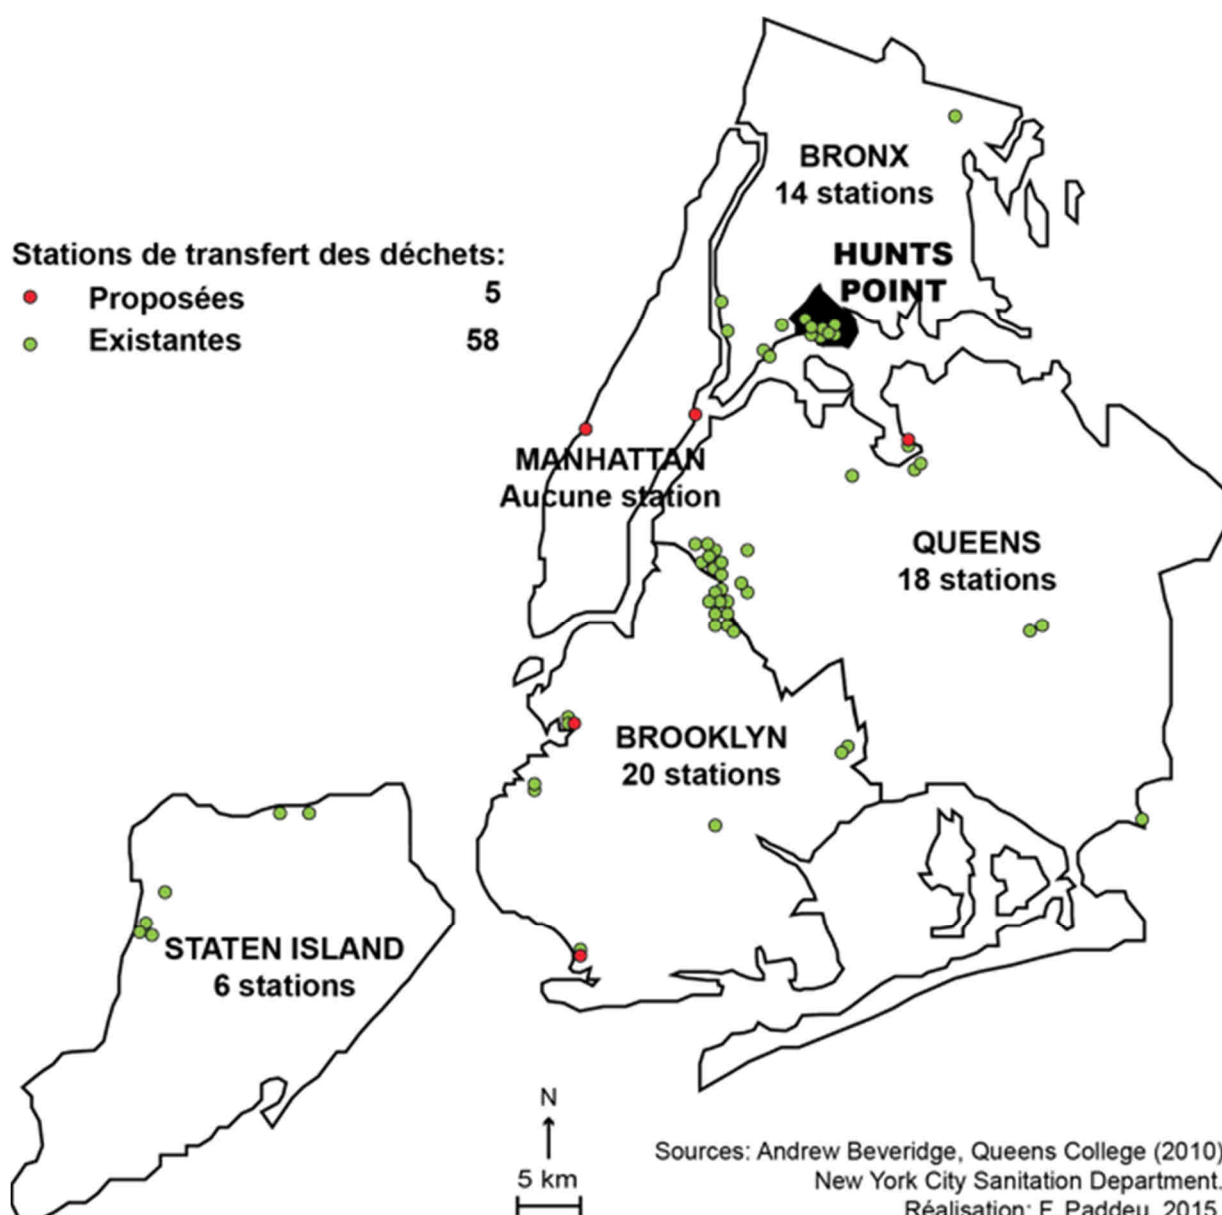 BRONX
14 stations
HUNTS
POINT
Stations de transfert des déchets:
Proposées 5
Existantes 58
MANHATTAN
Aucune station
QUEENS
18 stations
BROOKLYN
20 stations
STATEN ISLAND
6 stations
N
5 km
Sources: Andrew Beveridge, Queens College (2010)
New York City Sanitation Department.
Réalisation: F. Paddeu, 2015.